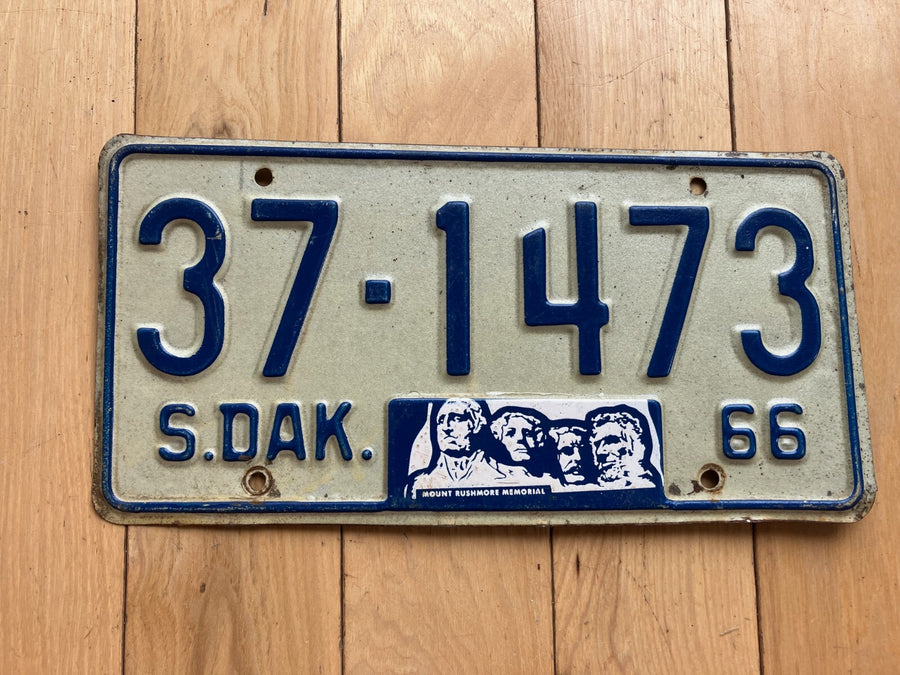 37-1473
S.DAK. 66
MOUNT RUSHMORE MEMORIAL